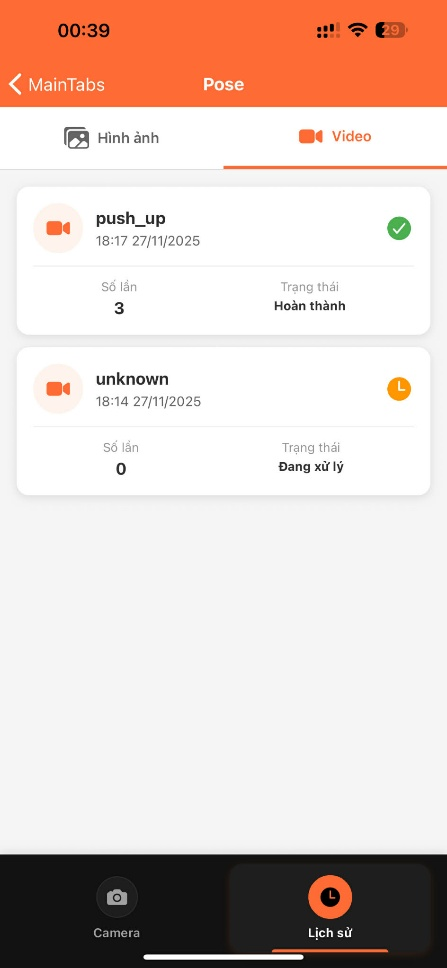 00:39
29
MainTabs
Pose
Hình ảnh
Video
push_up
18:17 27/11/2025
Số lần
Trạng thái
3
Hoàn thành
unknown
18:14 27/11/2025
Số lần
Trạng thái
0
Đang xử lý
Camera
Lịch sử